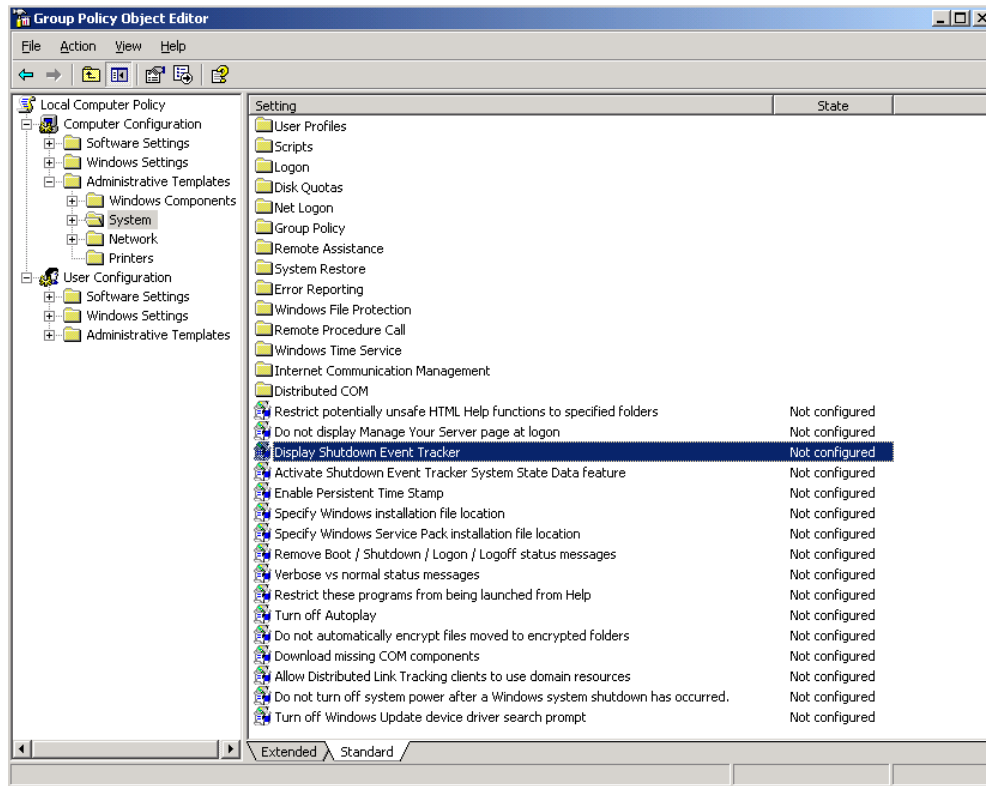 Group Policy Object Editor
File Action View Help
Local Computer Policy
Computer Configuration
Software Settings
Windows Settings
Administrative Templates
Windows Components
System
Network
Printers
User Configuration
Software Settings
Windows Settings
Administrative Templates
Setting State
User Profiles
Scripts
Logon
Disk Quotas
Net Logon
Group Policy
Remote Assistance
System Restore
Error Reporting
Windows File Protection
Remote Procedure Call
Windows Time Service
Internet Communication Management
Distributed COM
Restrict potentially unsafe HTML Help functions to specified folders Not configured
Do not display Manage Your Server page at logon Not configured
Display Shutdown Event Tracker Not configured
Activate Shutdown Event Tracker System State Data feature Not configured
Enable Persistent Time Stamp Not configured
Specify Windows installation file location Not configured
Specify Windows Service Pack installation file location Not configured
Remove Boot / Shutdown / Logon / Logoff status messages Not configured
Verbose vs normal status messages Not configured
Restrict these programs from being launched from Help Not configured
Turn off Autoplay Not configured
Do not automatically encrypt files moved to encrypted folders Not configured
Download missing COM components Not configured
Allow Distributed Link Tracking clients to use domain resources Not configured
Do not turn off system power after a Windows system shutdown has occurred. Not configured
Turn off Windows Update device driver search prompt Not configured
Extended Standard